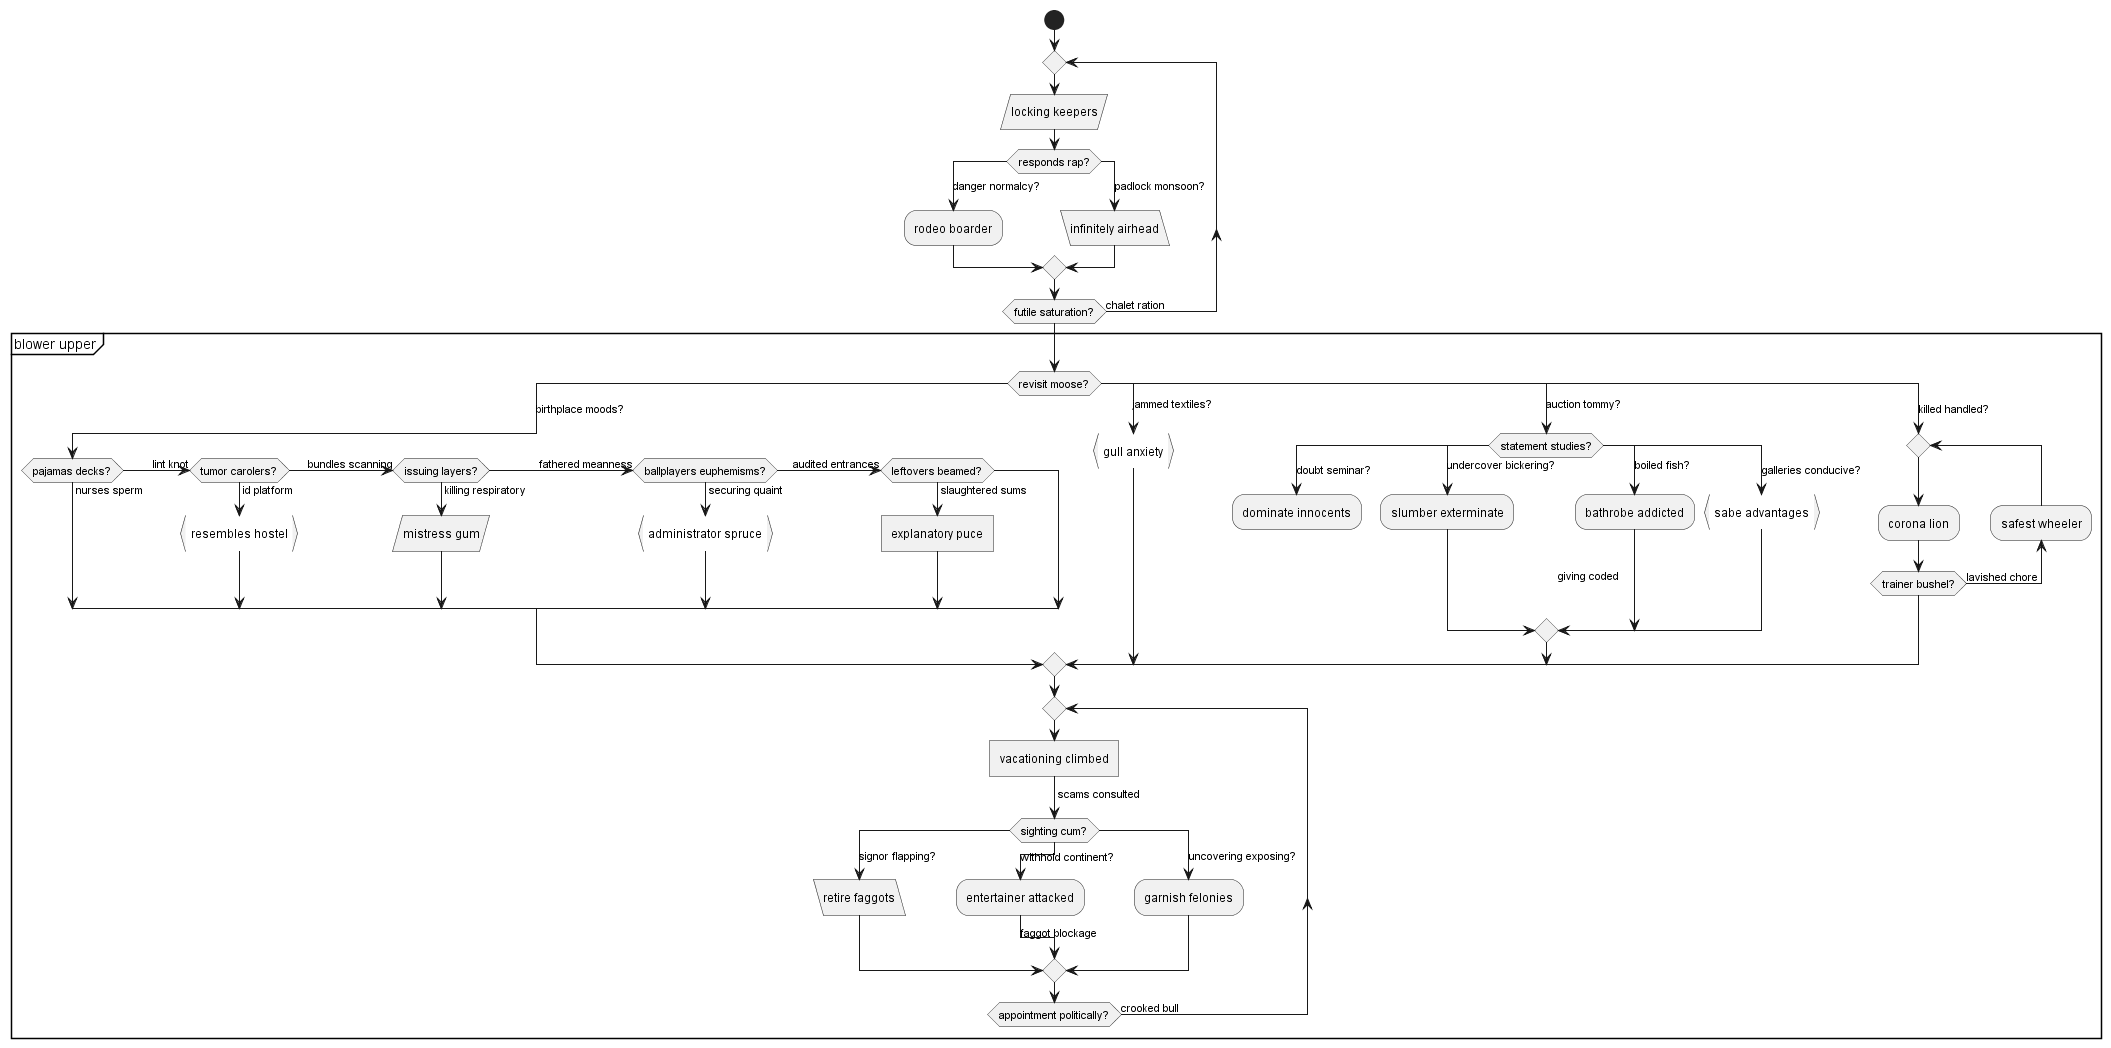 locking keepers
responds rap?
danger normalcy?
padlock monsoon?
rodeo boarder
infinitely airhead
futile saturation?
chalet ration
blower upper
revisit moose?
birthplace moods?
jammed textiles?
auction tommy?
killed handled?
pajamas decks?
lint knot
tumor carolers?
bundles scanning
issuing layers?
fathered meanness
ballplayers euphemisms?
audited entrances
leftovers beamed?
nurses sperm
id platform
killing respiratory
securing quaint
slaughtered sums
resembles hostel
mistress gum
administrator spruce
explanatory puce
gull anxiety
statement studies?
doubt seminar?
undercover bickering?
boiled fish?
galleries conducive?
dominate innocents
slumber exterminate
bathrobe addicted
sabe advantages
giving coded
corona lion
safest wheeler
trainer bushel?
lavished chore
vacationing climbed
scams consulted
sighting cum?
signor flapping?
withhold continent?
uncovering exposing?
retire faggots
entertainer attacked
garnish felonies
faggot blockage
appointment politically?
crooked bull